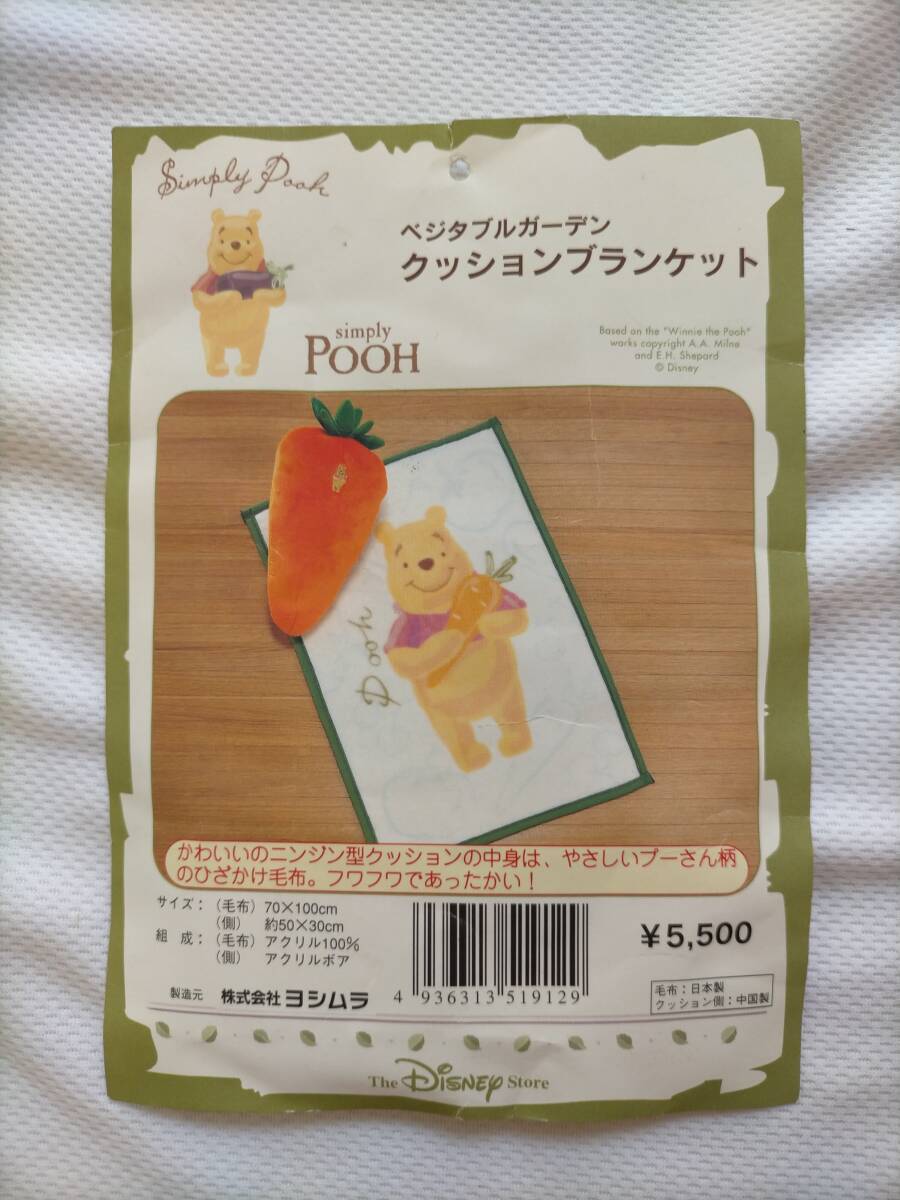 Simply Pooh
ベジタブルガーデン
クッションブランケット
simply
POOH
Based on the "Winnie the Pooh"
works copyright A.A. Milne
and E.H. Shepard
© Disney
Pooh
かわいいのニンジン型クッションの中身は、やさしいプーさん柄
のひざかけ毛布。フワフワであったかい！
サイズ：（毛布）70×100cm
（側）約50×30cm
組成：（毛布）アクリル100%
（側）アクリルボア
¥5,500
製造元 株式会社ヨシムラ
4 936313 519129
毛布：日本製
クッション側：中国製
The Disney Store